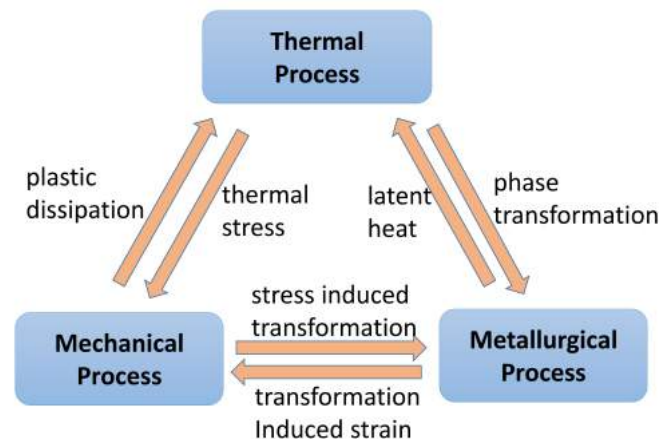 Thermal
Process
plastic
dissipation
thermal
stress
latent
heat
phase
transformation
stress induced
transformation
Mechanical
Process
Metallurgical
Process
transformation
Induced strain